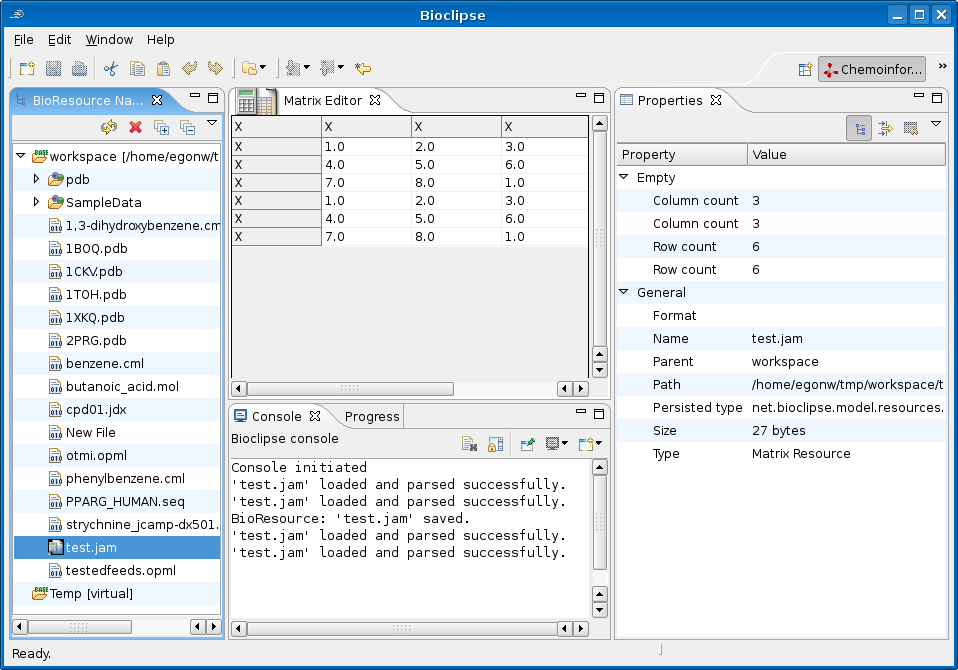 Bioclipse
File Edit Window Help
Chemoinfor... »
BioResource Na...
workspace [/home/egonw/t
pdb
SampleData
1,3-dihydroxybenzene.cm
1BOQ.pdb
1CKV.pdb
1TOH.pdb
1XKQ.pdb
2PRG.pdb
benzene.cml
butanoic_acid.mol
cpd01.jdx
New File
otmi.opml
phenylbenzene.cml
PPARG_HUMAN.seq
strychnine_jcamp-dx501.
test.jam
testedfeeds.opml
Temp [virtual]
Matrix Editor
X X X X
X 1.0 2.0 3.0
X 4.0 5.0 6.0
X 7.0 8.0 1.0
X 1.0 2.0 3.0
X 4.0 5.0 6.0
X 7.0 8.0 1.0
Console Progress
Bioclipse console
Console initiated
'test.jam' loaded and parsed successfully.
'test.jam' loaded and parsed successfully.
BioResource: 'test.jam' saved.
'test.jam' loaded and parsed successfully.
'test.jam' loaded and parsed successfully.
Properties
Property Value
Empty
Column count 3
Column count 3
Row count 6
Row count 6
General
Format
Name test.jam
Parent workspace
Path /home/egonw/tmp/workspace/t
Persisted type net.bioclipse.model.resources.
Size 27 bytes
Type Matrix Resource
Ready.